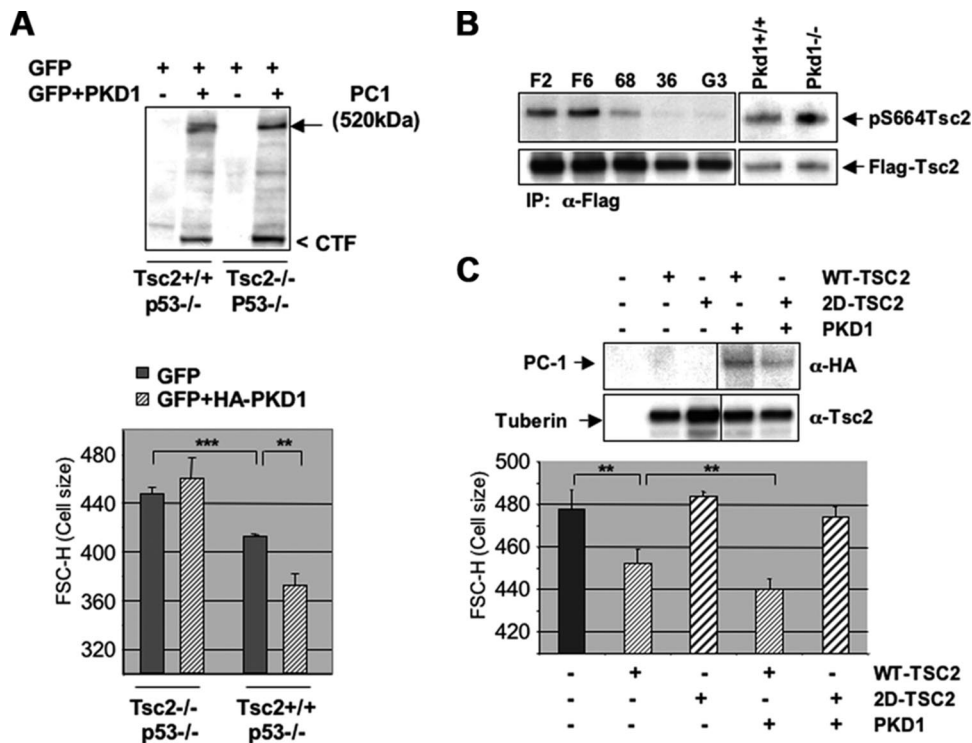 A
GFP + + + +
GFP+PKD1 - + - +
PC1
(520kDa)
< CTF
Tsc2+/+ Tsc2-/-
p53-/- P53-/-
GFP
GFP+HA-PKD1
*** **
480
440
400
360
320
FSC-H (Cell size)
Tsc2-/- Tsc2+/+
p53-/- p53-/-
B
F2 F6 68 36 G3 Pkd1+/+ Pkd1-/-
pS664Tsc2
Flag-Tsc2
IP: α-Flag
C
- + - + - WT-TSC2
- - + - + 2D-TSC2
- - - + + PKD1
PC-1 α-HA
Tuberin α-Tsc2
** **
500
480
460
440
420
FSC-H (Cell size)
- + - + - WT-TSC2
- - + - + 2D-TSC2
- - - + + PKD1